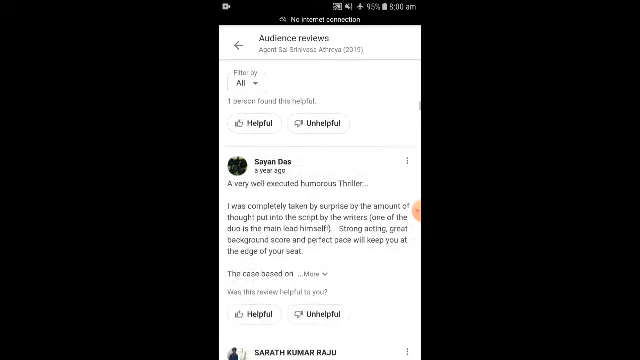 95% 8:00 am
No internet connection
Audience reviews
Agent Sai Srinivasa Athreya (2019)
Filter by
All
1 person found this helpful.
Helpful Unhelpful
Sayan Das
a year ago
A very well executed humorous Thriller...
I was completely taken by surprise by the amount of
thought put into the script by the writers (one of the
duo is the main lead himself!). Strong acting, great
background score and perfect pace will keep you at
the edge of your seat.
The case based on ...More
Was this review helpful to you?
Helpful Unhelpful
SARATH KUMAR RAJU